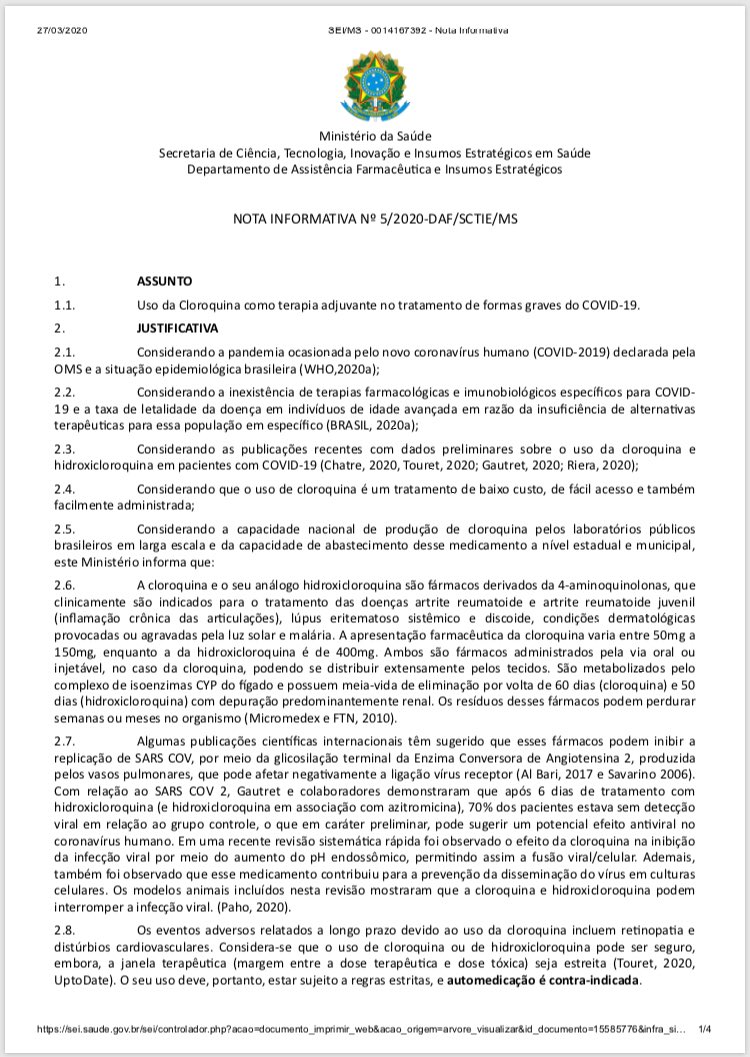 27/03/2020
SEI/MS - 0014167392 - Nota Informativa
Ministério da Saúde
Secretaria de Ciência, Tecnologia, Inovação e Insumos Estratégicos em Saúde
Departamento de Assistência Farmacêutica e Insumos Estratégicos
NOTA INFORMATIVA Nº 5/2020-DAF/SCTIE/MS
1. ASSUNTO
1.1. Uso da Cloroquina como terapia adjuvante no tratamento de formas graves do COVID-19.
2. JUSTIFICATIVA
2.1. Considerando a pandemia ocasionada pelo novo coronavírus humano (COVID-2019) declarada pela
OMS e a situação epidemiológica brasileira (WHO,2020a);
2.2. Considerando a inexistência de terapias farmacológicas e imunobiológicos específicos para COVID-
19 e a taxa de letalidade da doença em indivíduos de idade avançada em razão da insuficiência de alternativas
terapêuticas para essa população em específico (BRASIL, 2020a);
2.3. Considerando as publicações recentes com dados preliminares sobre o uso da cloroquina e
hidroxicloroquina em pacientes com COVID-19 (Chatre, 2020, Touret, 2020; Gautret, 2020; Riera, 2020);
2.4. Considerando que o uso de cloroquina é um tratamento de baixo custo, de fácil acesso e também
facilmente administrada;
2.5. Considerando a capacidade nacional de produção de cloroquina pelos laboratórios públicos
brasileiros em larga escala e da capacidade de abastecimento desse medicamento a nível estadual e municipal,
este Ministério informa que:
2.6. A cloroquina e o seu análogo hidroxicloroquina são fármacos derivados da 4-aminoquinolonas, que
clinicamente são indicados para o tratamento das doenças artrite reumatoide e artrite reumatoide juvenil
(inflamação crônica das articulações), lúpus eritematoso sistêmico e discoide, condições dermatológicas
provocadas ou agravadas pela luz solar e malária. A apresentação farmacêutica da cloroquina varia entre 50mg a
150mg, enquanto a da hidroxicloroquina é de 400mg. Ambos são fármacos administrados pela via oral ou
injetável, no caso da cloroquina, podendo se distribuir extensamente pelos tecidos. São metabolizados pelo
complexo de isoenzimas CYP do fígado e possuem meia-vida de eliminação por volta de 60 dias (cloroquina) e 50
dias (hidroxicloroquina) com depuração predominantemente renal. Os resíduos desses fármacos podem perdurar
semanas ou meses no organismo (Micromedex e FTN, 2010).
2.7. Algumas publicações científicas internacionais têm sugerido que esses fármacos podem inibir a
replicação de SARS COV, por meio da glicosilação terminal da Enzima Conversora de Angiotensina 2, produzida
pelos vasos pulmonares, que pode afetar negativamente a ligação vírus receptor (Al Bari, 2017 e Savarino 2006).
Com relação ao SARS COV 2, Gautret e colaboradores demonstraram que após 6 dias de tratamento com
hidroxicloroquina (e hidroxicloroquina em associação com azitromicina), 70% dos pacientes estava sem detecção
viral em relação ao grupo controle, o que em caráter preliminar, pode sugerir um potencial efeito antiviral no
coronavírus humano. Em uma recente revisão sistemática rápida foi observado o efeito da cloroquina na inibição
da infecção viral por meio do aumento do pH endossômico, permitindo assim a fusão viral/celular. Ademais,
também foi observado que esse medicamento contribuiu para a prevenção da disseminação do vírus em culturas
celulares. Os modelos animais incluídos nesta revisão mostraram que a cloroquina e hidroxicloroquina podem
interromper a infecção viral. (Paho, 2020).
2.8. Os eventos adversos relatados a longo prazo devido ao uso da cloroquina incluem retinopatia e
distúrbios cardiovasculares. Considera-se que o uso de cloroquina ou de hidroxicloroquina pode ser seguro,
embora, a janela terapêutica (margem entre a dose terapêutica e dose tóxica) seja estreita (Touret, 2020,
UptoDate). O seu uso deve, portanto, estar sujeito a regras estritas, e automedicação é contra-indicada.
https://sei.saude.gov.br/sei/controlador.php?acao=documento_imprimir_web&acao_origem=arvore_visualizar&id_documento=15585776&infra_si... 1/4